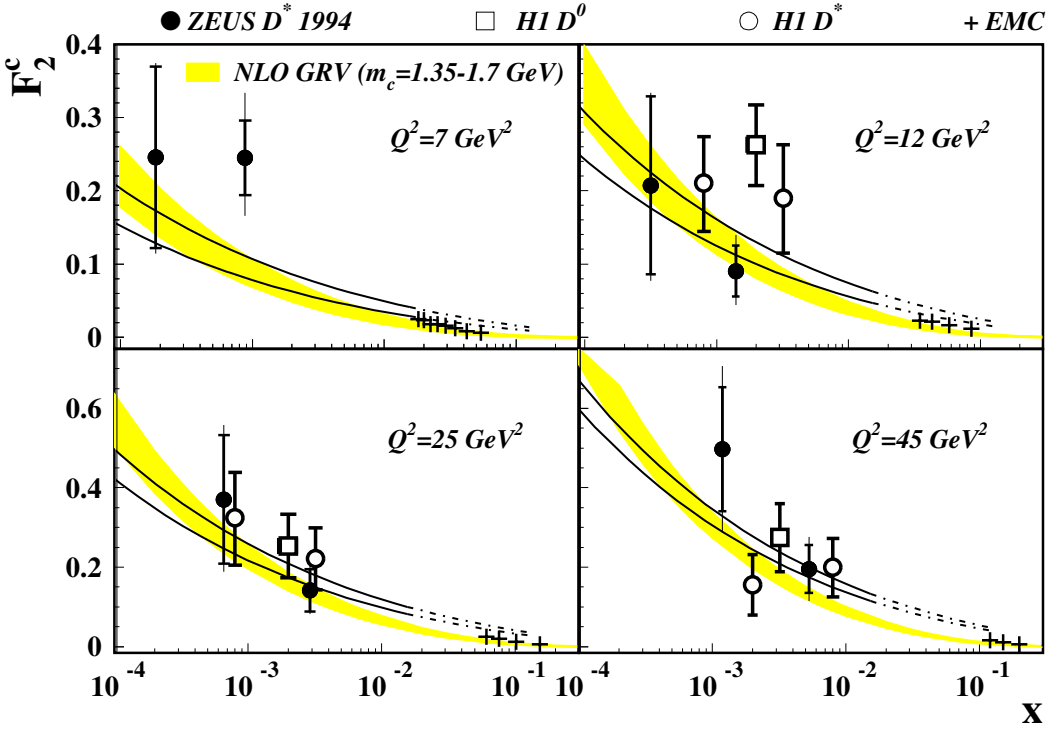 ZEUS D* 1994 H1 D⁰ H1 D* + EMC
F₂ᶜ
NLO GRV (m_c=1.35-1.7 GeV)
0.4
0.3
0.2
0.1
0
Q²=7 GeV²
Q²=12 GeV²
0.6
0.4
0.2
0
Q²=25 GeV²
Q²=45 GeV²
10⁻⁴ 10⁻³ 10⁻² 10⁻¹ 10 10⁻³ 10⁻² 10⁻¹
x